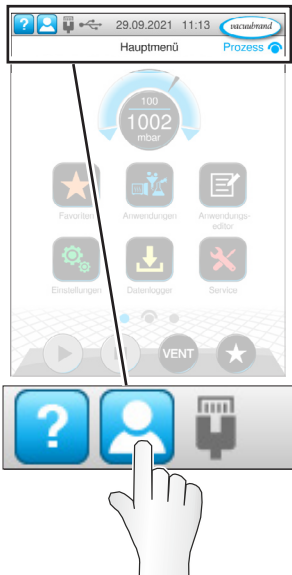 ? 29.09.2021 11:13 vacuubrand
Hauptmenü Prozess
100
1002
mbar
Favoriten Anwendungen Anwendungs-
editor
Einstellungen Datenlogger Service
VENT
?